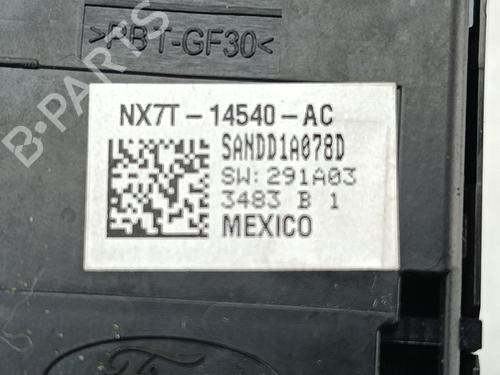 >PBT-GF30<
NX7T-14540-AC
SANDD1A078D
SW:291A03
3483 B 1
MEXICO
B-PARTS